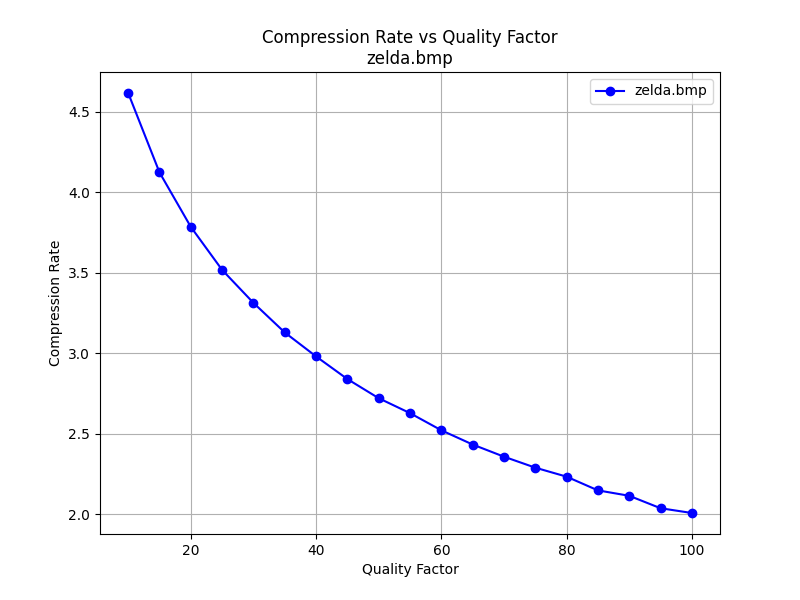 Compression Rate vs Quality Factor
zelda.bmp
zelda.bmp
4.5
4.0
3.5
3.0
2.5
2.0
Compression Rate
20 40 60 80 100
Quality Factor